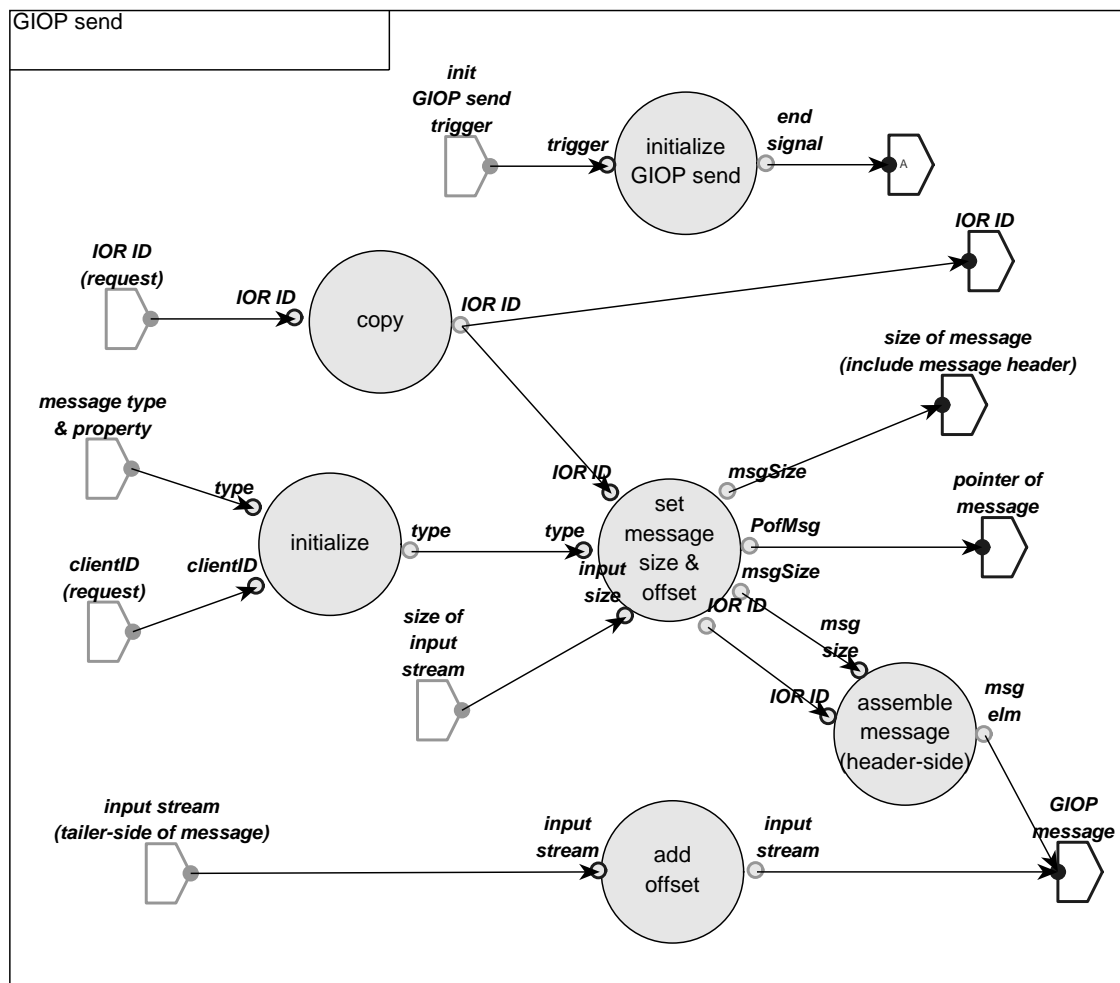 GIOP send
init
GIOP send
trigger
trigger
initialize
GIOP send
end
signal
A
IOR ID
IOR ID
(request)
IOR ID
copy
IOR ID
size of message
(include message header)
message type
& property
type
clientID
(request)
clientID
initialize
type
type
IOR ID
input
size
set
message
size &
offset
msgSize
PofMsg
msgSize
IOR ID
pointer of
message
size of
input
stream
msg
size
IOR ID
assemble
message
(header-side)
msg
elm
input stream
(tailer-side of message)
input
stream
add
offset
input
stream
GIOP
message